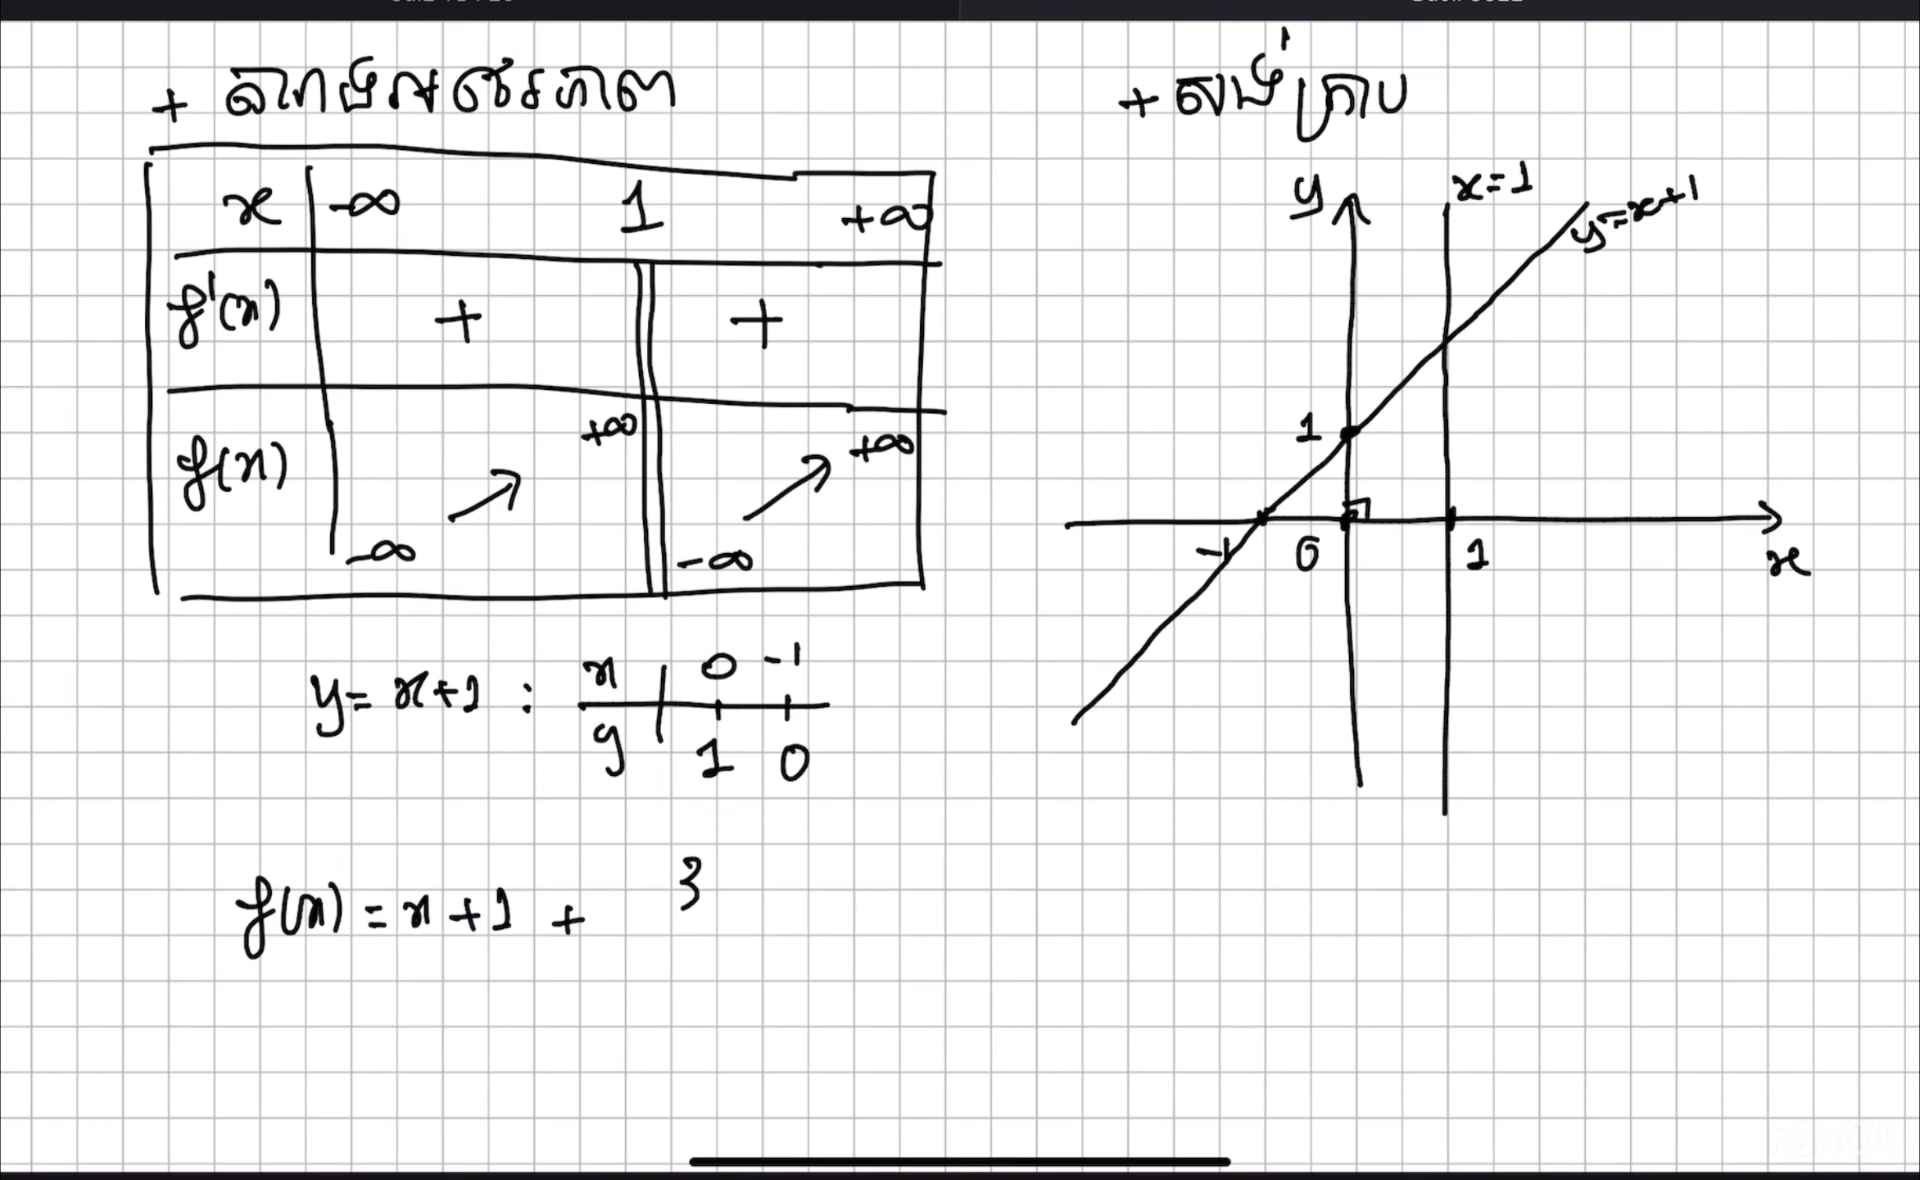 + តារាងអថេរភាព
x -∞ 1 +∞
f'(x) + +
f(x) -∞ ↗ +∞ -∞ ↗ +∞
y = x+1 : x 0 -1
y 1 0
f(x) = x + 1 + 3
+ សង់ក្រាប
y x=1 y=x+1
1
-1 0 1 x